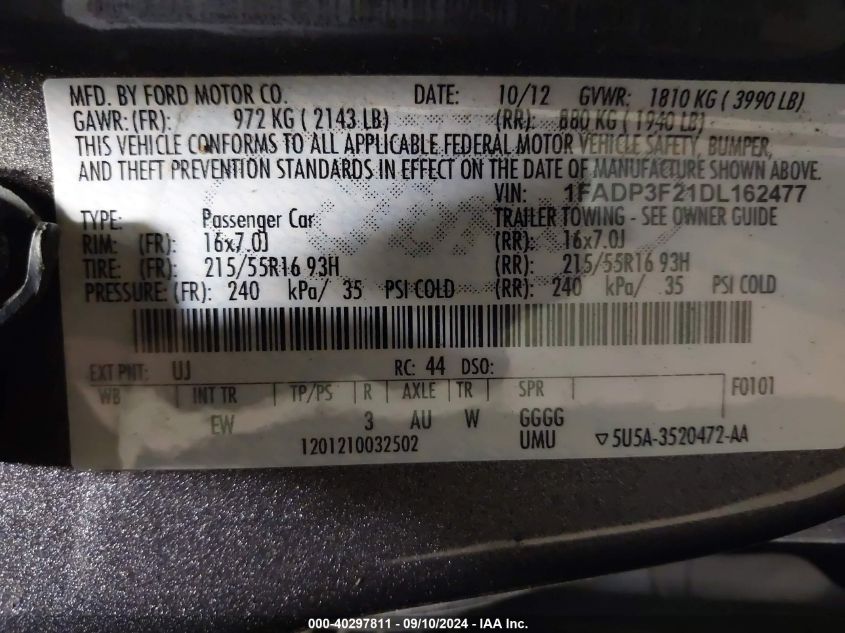 MFD. BY FORD MOTOR CO. DATE: 10/12 GVWR: 1810 KG ( 3990 LB)
GAWR: (FR): 972 KG ( 2143 LB) (RR): 880 KG ( 1940 LB)
THIS VEHICLE CONFORMS TO ALL APPLICABLE FEDERAL MOTOR VEHICLE SAFETY, BUMPER,
AND THEFT PREVENTION STANDARDS IN EFFECT ON THE DATE OF MANUFACTURE SHOWN ABOVE.
VIN: 1FADP3F21DL162477
TYPE: Passenger Car TRAILER TOWING - SEE OWNER GUIDE
RIM: (FR): 16x7.0J (RR): 16x7.0J
TIRE: (FR): 215/55R16 93H (RR): 215/55R16 93H
PRESSURE: (FR): 240 kPa/ 35 PSI COLD (RR): 240 kPa/ 35 PSI COLD
EXT PNT: UJ RC: 44 DSO:
WB INT TR TP/PS R AXLE TR SPR F0101
EW 3 AU W GGGG
1201210032502 UMU ▽5U5A-3520472-AA
000-40297811 - 09/10/2024 - IAA Inc.